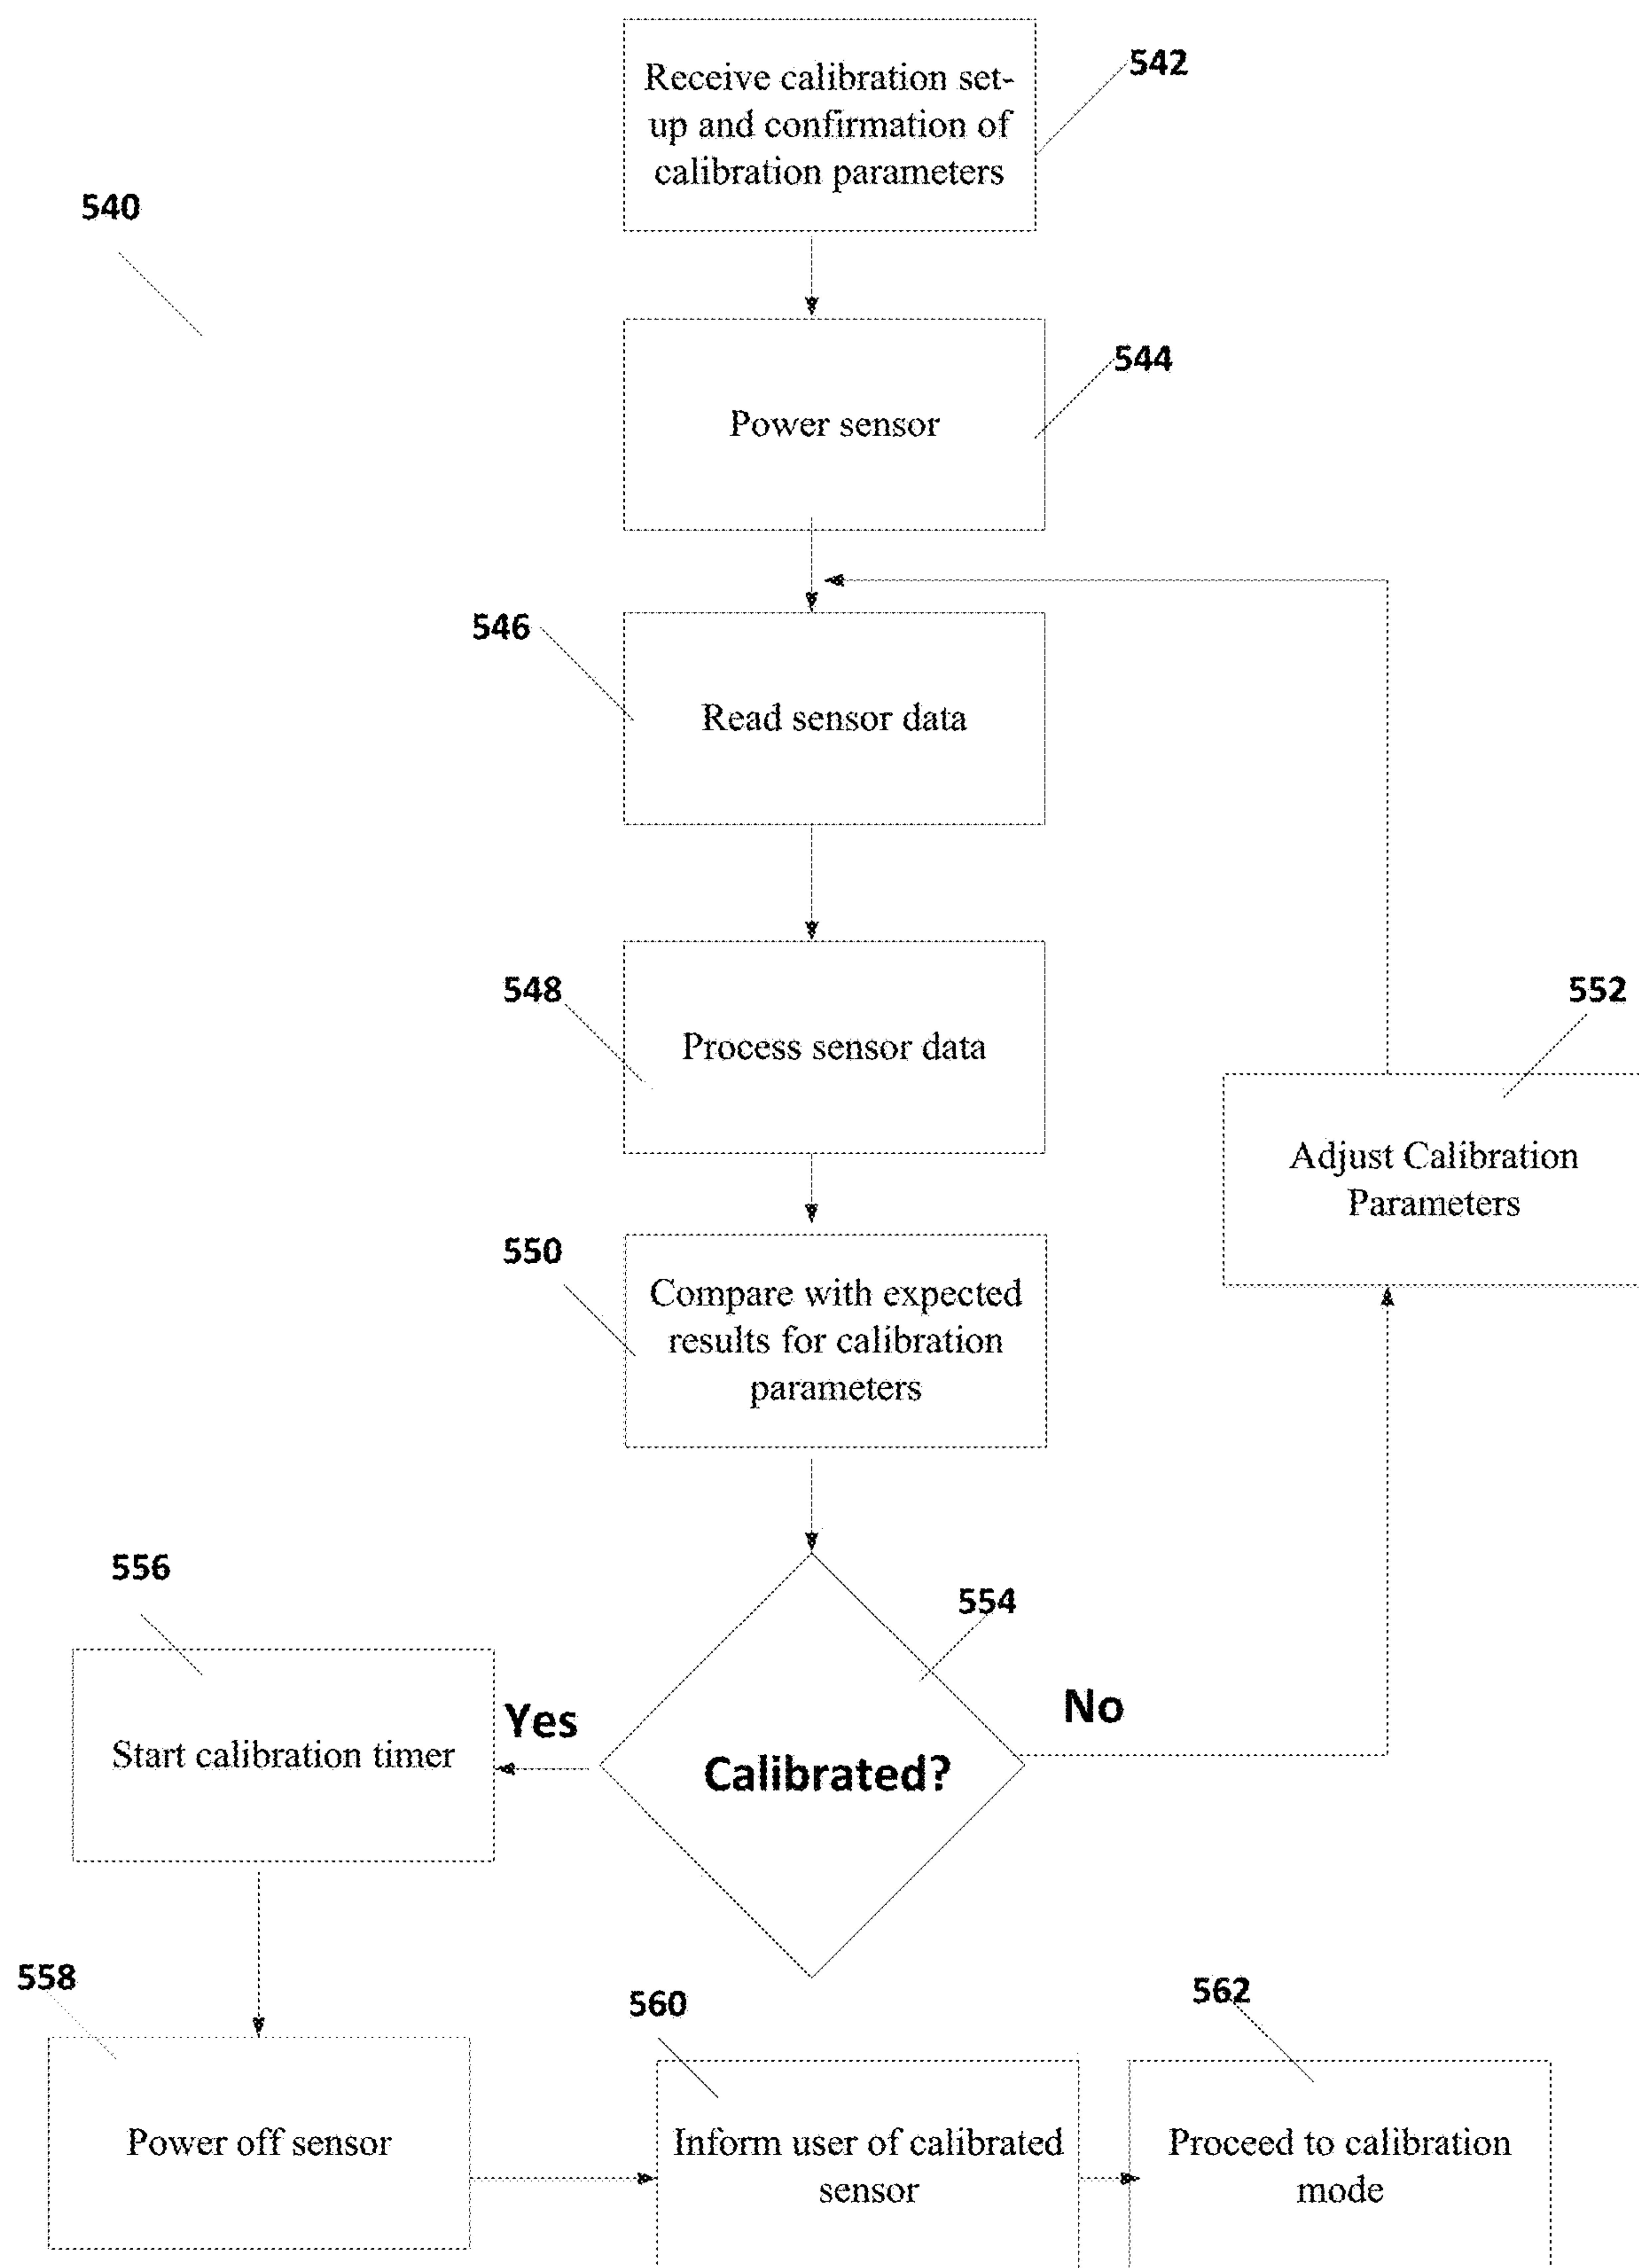 Receive calibration set-
up and confirmation of
calibration parameters
542
540
Power sensor
544
546
Read sensor data
548
Process sensor data
552
Adjust Calibration
Parameters
550
Compare with expected
results for calibration
parameters
556
554
Start calibration timer
Yes
Calibrated?
No
558
Power off sensor
560
Inform user of calibrated
sensor
562
Proceed to calibration
mode